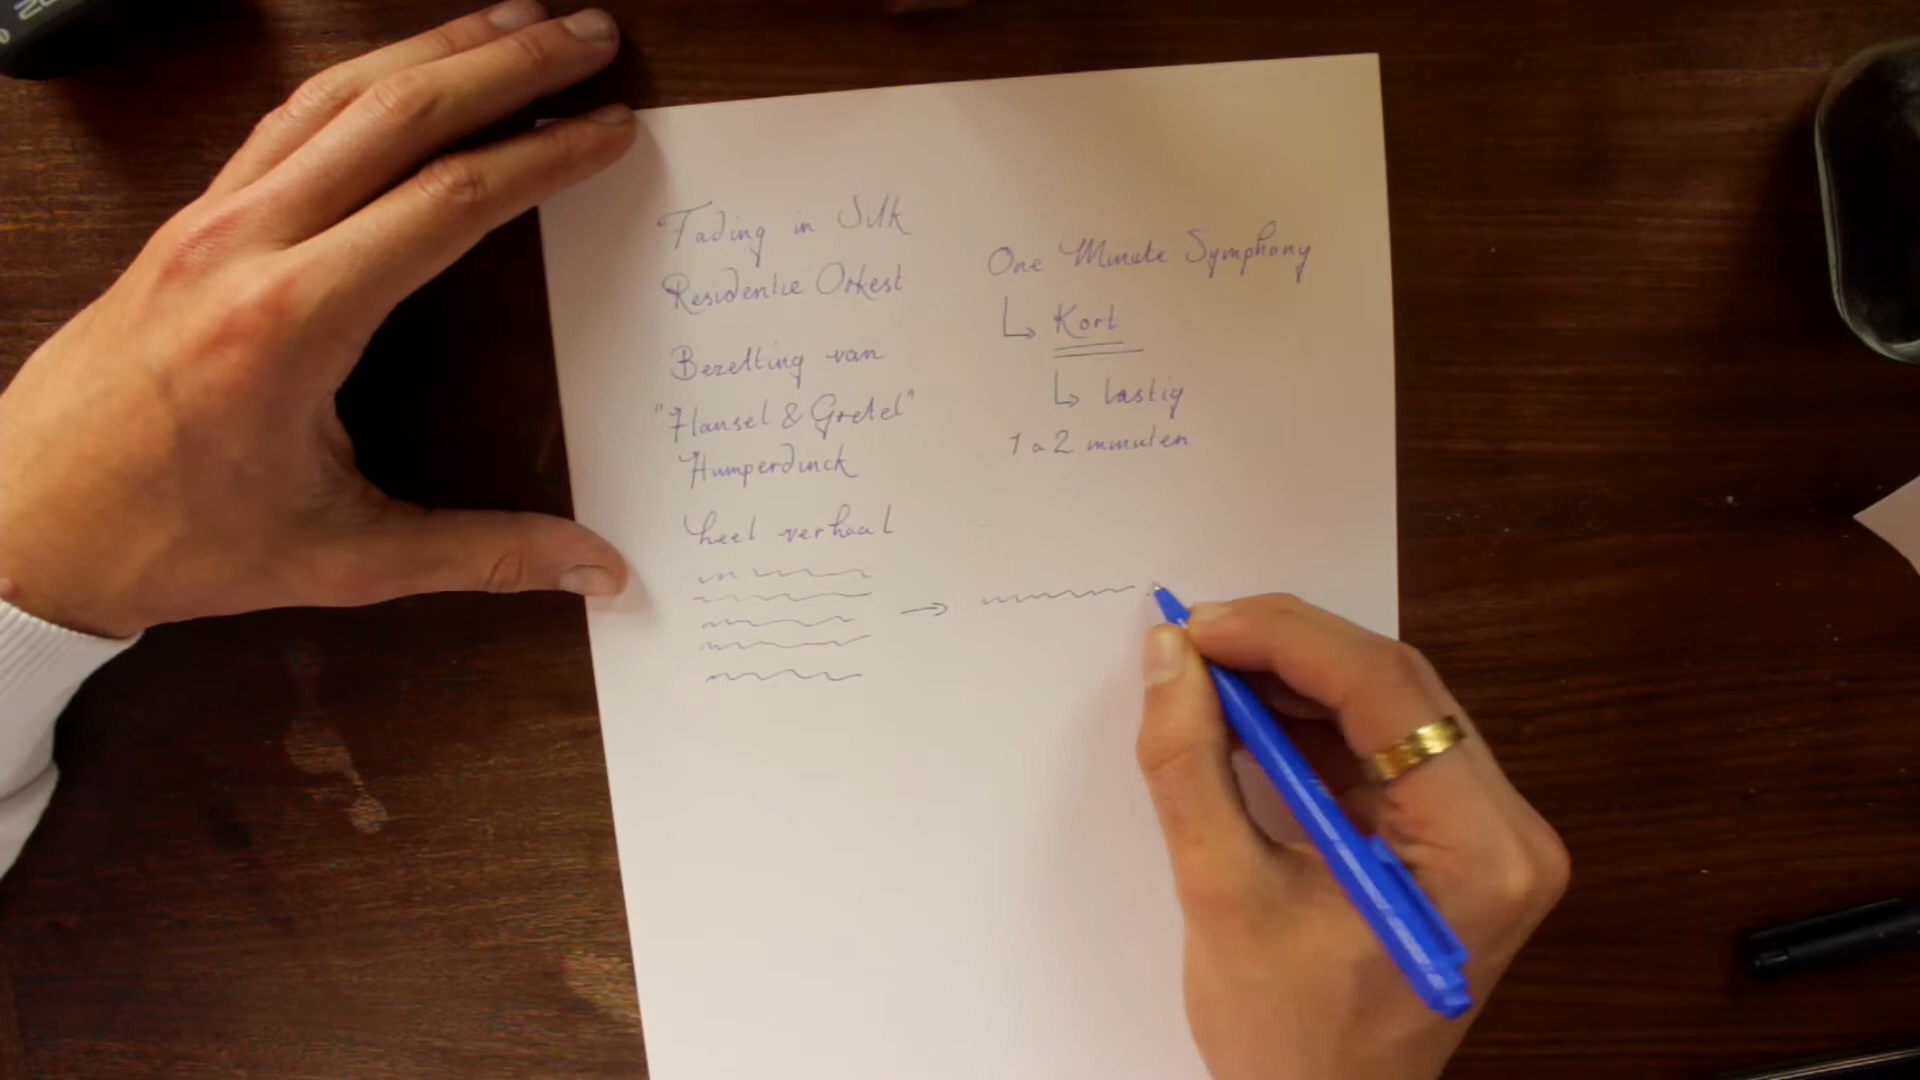 Fading in Silk
Residentie Orkest
Bezetting van
"Hansel & Gretel"
Humperdinck
heel verhaal
One Minute Symphony
↳ Kort
↳ lastig
1 a 2 minuten